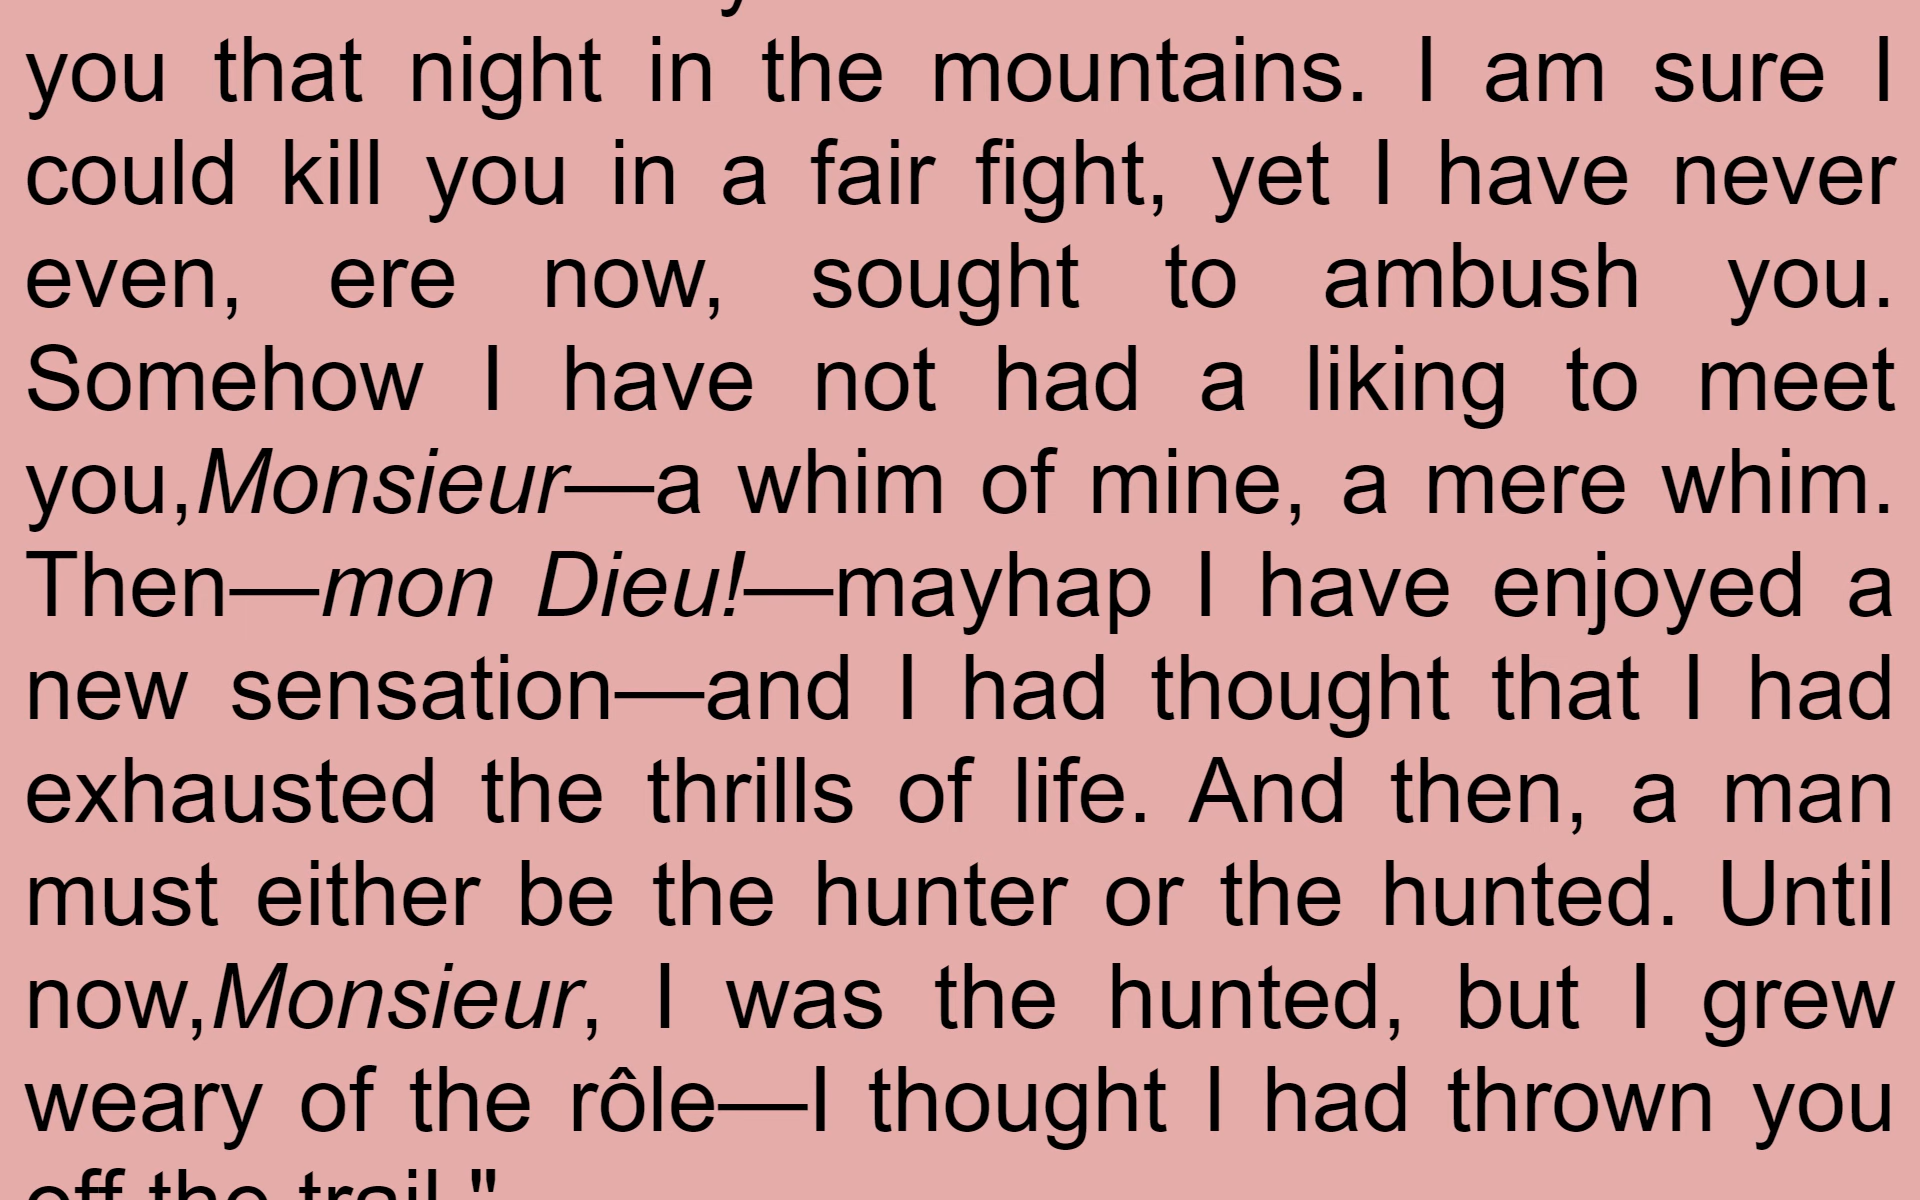 you that night in the mountains. I am sure I
could kill you in a fair fight, yet I have never
even, ere now, sought to ambush you.
Somehow I have not had a liking to meet
you,Monsieur—a whim of mine, a mere whim.
Then—mon Dieu!—mayhap I have enjoyed a
new sensation—and I had thought that I had
exhausted the thrills of life. And then, a man
must either be the hunter or the hunted. Until
now,Monsieur, I was the hunted, but I grew
weary of the rôle—I thought I had thrown you
off the trail."